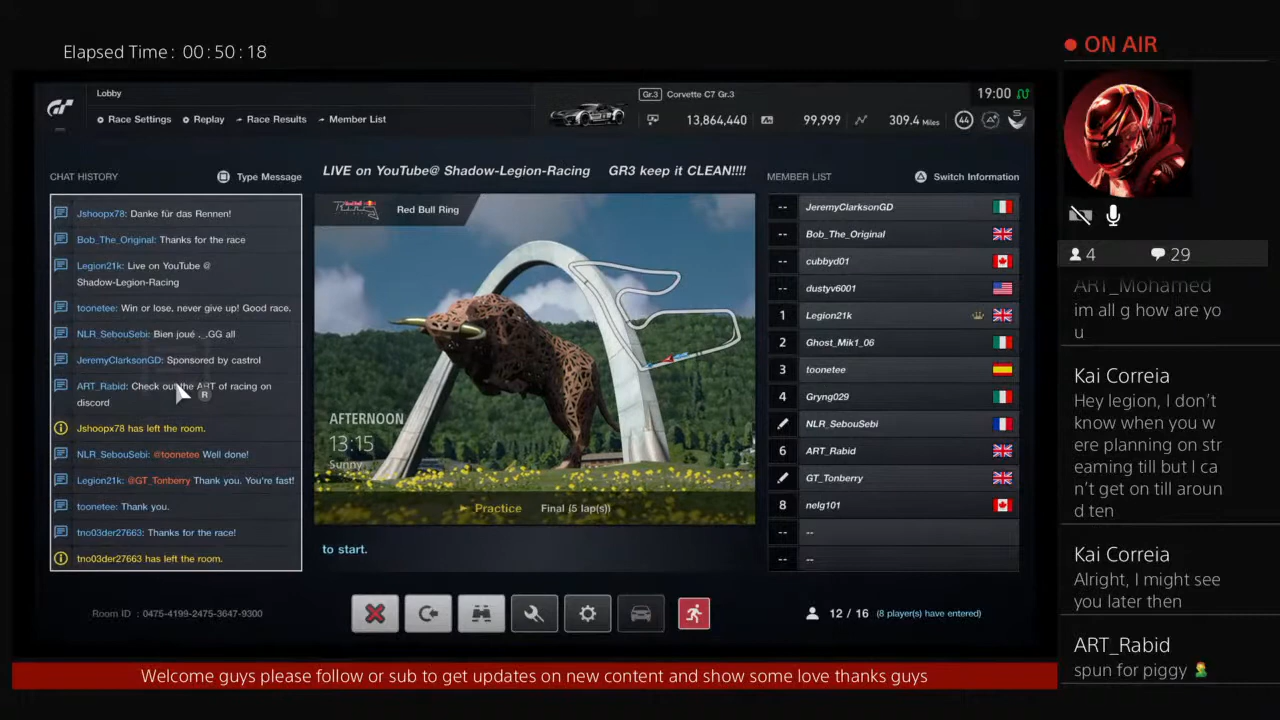 Elapsed Time: 00:50:18
ON AIR
Lobby
Gr.3 Corvette C7 Gr.3
19:00
Race Settings
Replay
Race Results
Member List
13,864,440
99,999
309.4 Miles
44
S
4
29
CHAT HISTORY
Type Message
LIVE on YouTube@ Shadow-Legion-Racing GR3 keep it CLEAN!!!!
MEMBER LIST
Switch Information
Jshoopx78: Danke für das Rennen!
Bob_The_Original: Thanks for the race
Legion21k: Live on YouTube @
Shadow-Legion-Racing
toonetee: Win or lose, never give up! Good race.
NLR_SebouSebi: Bien joué . .GG all
JeremyClarksonGD: Sponsored by castrol
ART_Rabid: Check out the ART of racing on
discord
Jshoopx78 has left the room.
NLR_SebouSebi: @toonetee Well done!
Legion21k: @GT_Tonberry Thank you. You're fast!
toonetee: Thank you.
tno03der27663: Thanks for the race!
tno03der27663 has left the room.
R
Red Bull Ring
AFTERNOON
13:15
Sunny
Practice Final (5 lap(s))
to start.
-- JeremyClarksonGD
-- Bob_The_Original
-- cubbyd01
-- dustyv6001
1 Legion21k
2 Ghost_Mik1_06
3 toonetee
4 Gryng029
NLR_SebouSebi
6 ART_Rabid
GT_Tonberry
8 nelg101
-- --
-- --
Room ID : 0475-4199-2475-3647-9300
12 / 16 (8 player(s) have entered)
ART_Mohamed
im all g how are yo
u
Kai Correia
Hey legion, I don't
know when you w
ere planning on str
eaming till but I ca
n't get on till aroun
d ten
Kai Correia
Alright, I might see
you later then
ART_Rabid
spun for piggy
Welcome guys please follow or sub to get updates on new content and show some love thanks guys